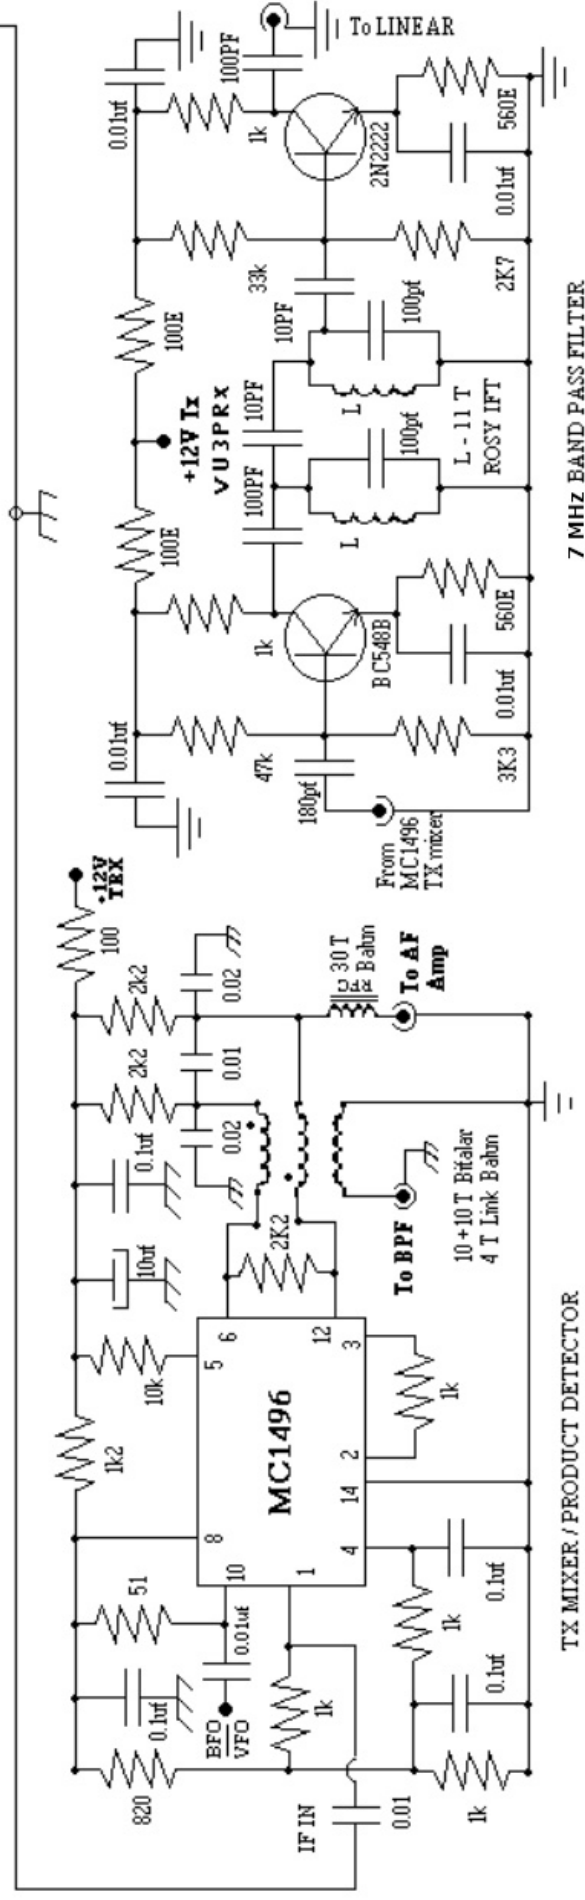 820
0.1uf
51
BFO
VFO
0.01uf
1k
IF IN
0.01
1k
1k
0.1uf
0.1uf
1k2
10k
10uf
0.1uf
2k2
2k2
100
+12V
TRX
8
10
1
4
14
2
3
12
6
5
MC1496
1k
2K2
0.02
0.01
0.02
RFC
30 T
Balun
To AF
Amp
To BPF
10+10 T Bifalar
4 T Link Balun
TX MIXER / PRODUCT DETECTOR
0.01uf
47k
180pf
From
MC1496
TX mixer
3K3
1k
BC548B
0.01uf
560E
100E
+12V Tx
VU3PRX
100E
100PF
10PF
10PF
L
100pf
L
100pf
L - 11 T
ROSY IFT
33k
2K7
0.01uf
1k
100PF
To LINEAR
2N2222
0.01uf
560E
7 MHz BAND PASS FILTER